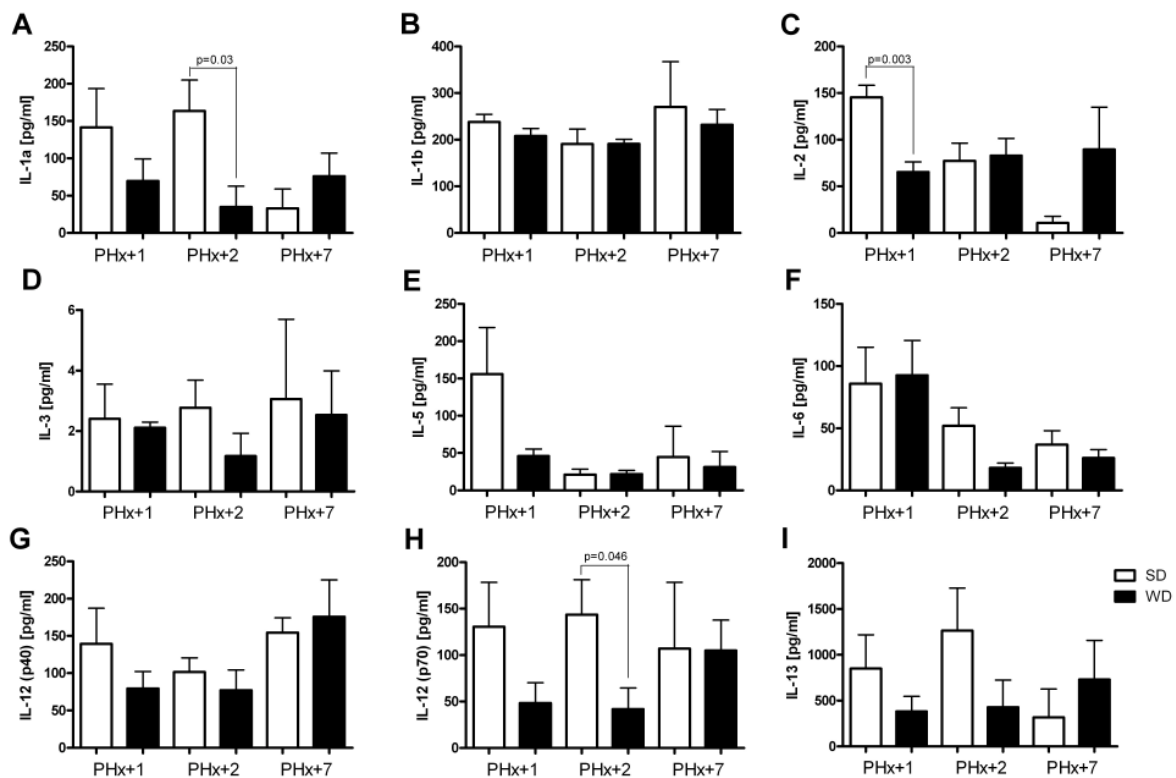 A
IL-1a [pg/ml]
250
200
150
100
50
0
p=0.03
PHx+1 PHx+2 PHx+7
B
IL-1b [pg/ml]
400
300
200
100
0
PHx+1 PHx+2 PHx+7
C
IL-2 [pg/ml]
200
150
100
50
0
p=0.003
PHx+1 PHx+2 PHx+7
D
IL-3 [pg/ml]
6
4
2
0
PHx+1 PHx+2 PHx+7
E
IL-5 [pg/ml]
250
200
150
100
50
0
PHx+1 PHx+2 PHx+7
F
IL-6 [pg/ml]
150
100
50
0
PHx+1 PHx+2 PHx+7
G
IL-12 (p40) [pg/ml]
250
200
150
100
50
0
PHx+1 PHx+2 PHx+7
H
IL-12 (p70) [pg/ml]
200
150
100
50
0
p=0.046
PHx+1 PHx+2 PHx+7
I
IL-13 [pg/ml]
2000
1500
1000
500
0
PHx+1 PHx+2 PHx+7
SD
WD